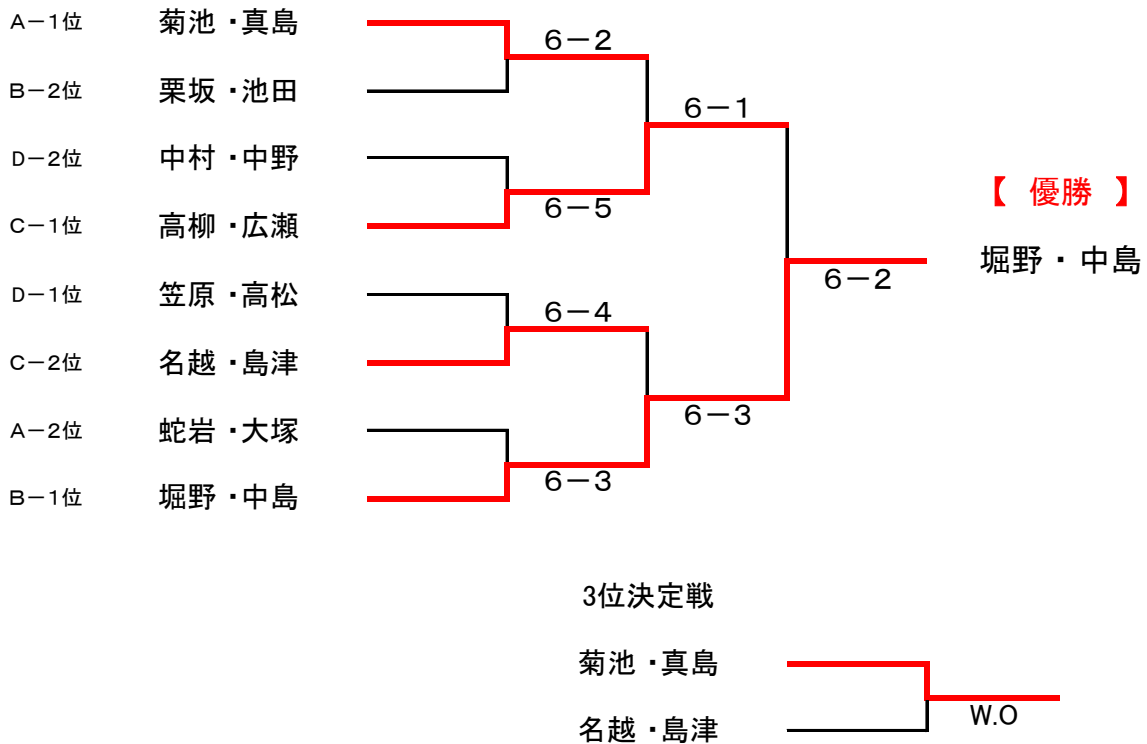 A－1位 菊池・真島
6－2
B－2位 栗坂・池田
6－1
D－2位 中村・中野
【 優勝 】
6－5
C－1位 高柳・広瀬
堀野・中島
6－2
D－1位 笠原・高松
6－4
C－2位 名越・島津
6－3
A－2位 蛇岩・大塚
6－3
B－1位 堀野・中島
3位決定戦
菊池・真島
W.O
名越・島津